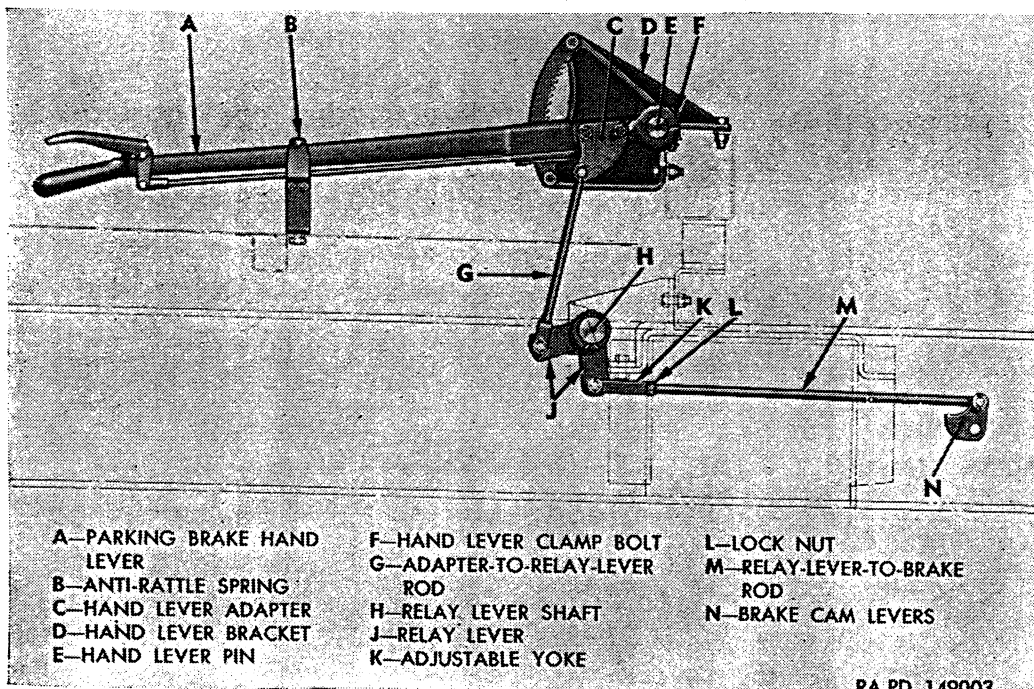 A B C D E F
G H K L M
J N
A—PARKING BRAKE HAND
LEVER
B—ANTI-RATTLE SPRING
C—HAND LEVER ADAPTER
D—HAND LEVER BRACKET
E—HAND LEVER PIN
F—HAND LEVER CLAMP BOLT
G—ADAPTER-TO-RELAY-LEVER
ROD
H—RELAY LEVER SHAFT
J—RELAY LEVER
K—ADJUSTABLE YOKE
L—LOCK NUT
M—RELAY-LEVER-TO-BRAKE
ROD
N—BRAKE CAM LEVERS
RA PD 149003